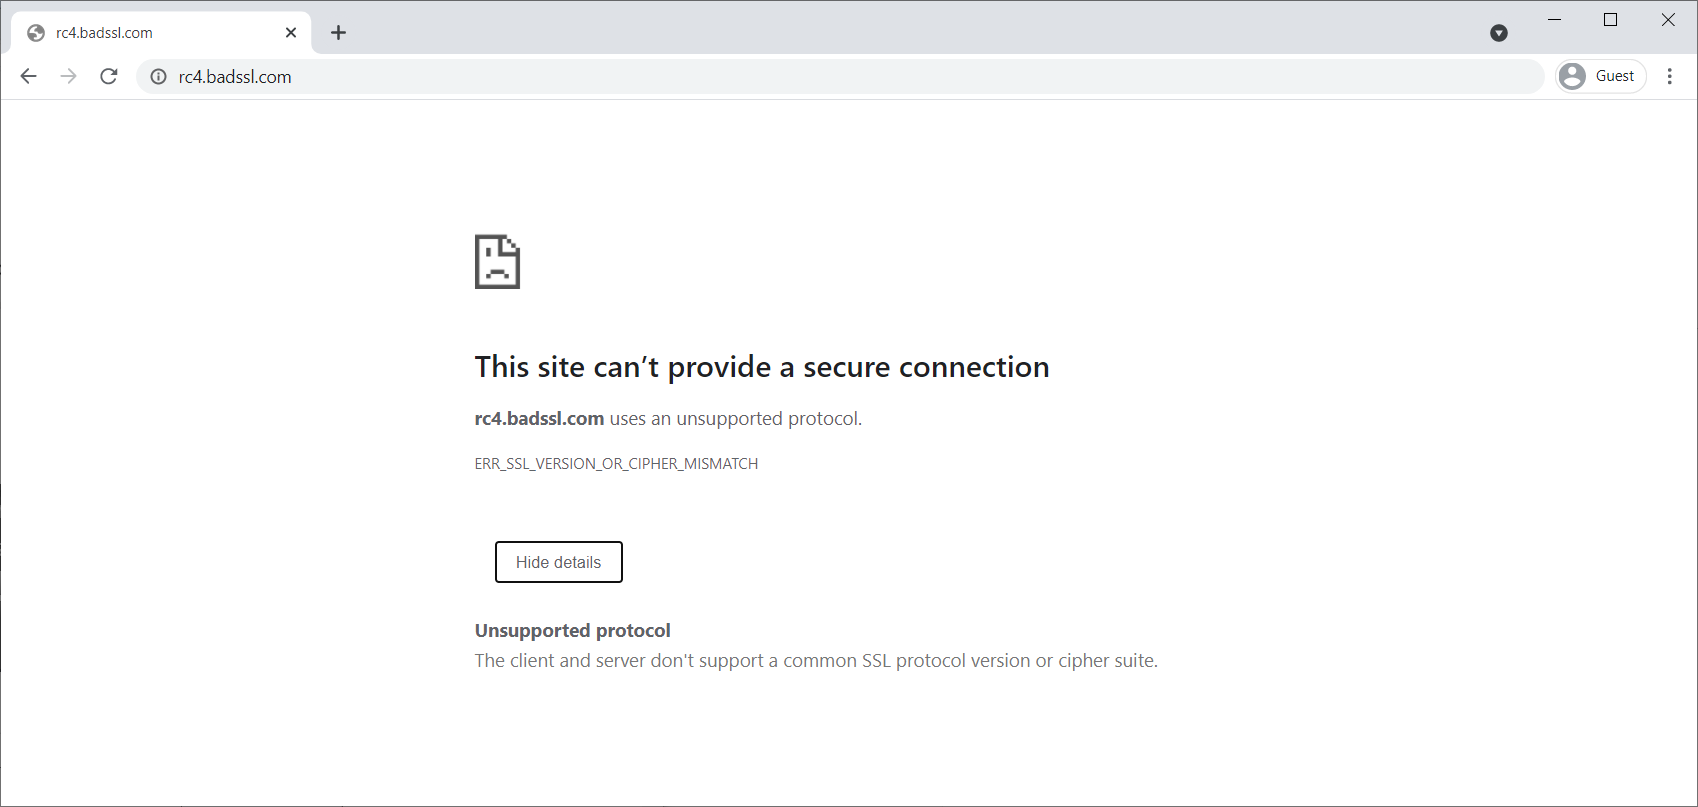 rc4.badssl.com
rc4.badssl.com
Guest
This site can’t provide a secure connection
rc4.badssl.com uses an unsupported protocol.
ERR_SSL_VERSION_OR_CIPHER_MISMATCH
Hide details
Unsupported protocol
The client and server don't support a common SSL protocol version or cipher suite.